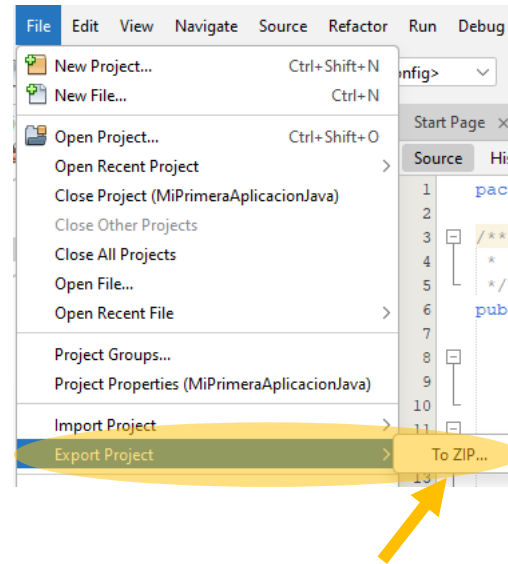 File Edit View Navigate Source Refactor Run Debug
New Project... Ctrl+Shift+N
New File... Ctrl+N
Open Project... Ctrl+Shift+O
Open Recent Project
Close Project (MiPrimeraAplicacionJava)
Close Other Projects
Close All Projects
Open File...
Open Recent File
Project Groups...
Project Properties (MiPrimeraAplicacionJava)
Import Project
Export Project
To ZIP...
onfig>
Start Page
Source His
1 pac
2
3 /**
4 *
5 */
6 pub
7
8
9
10
11
13